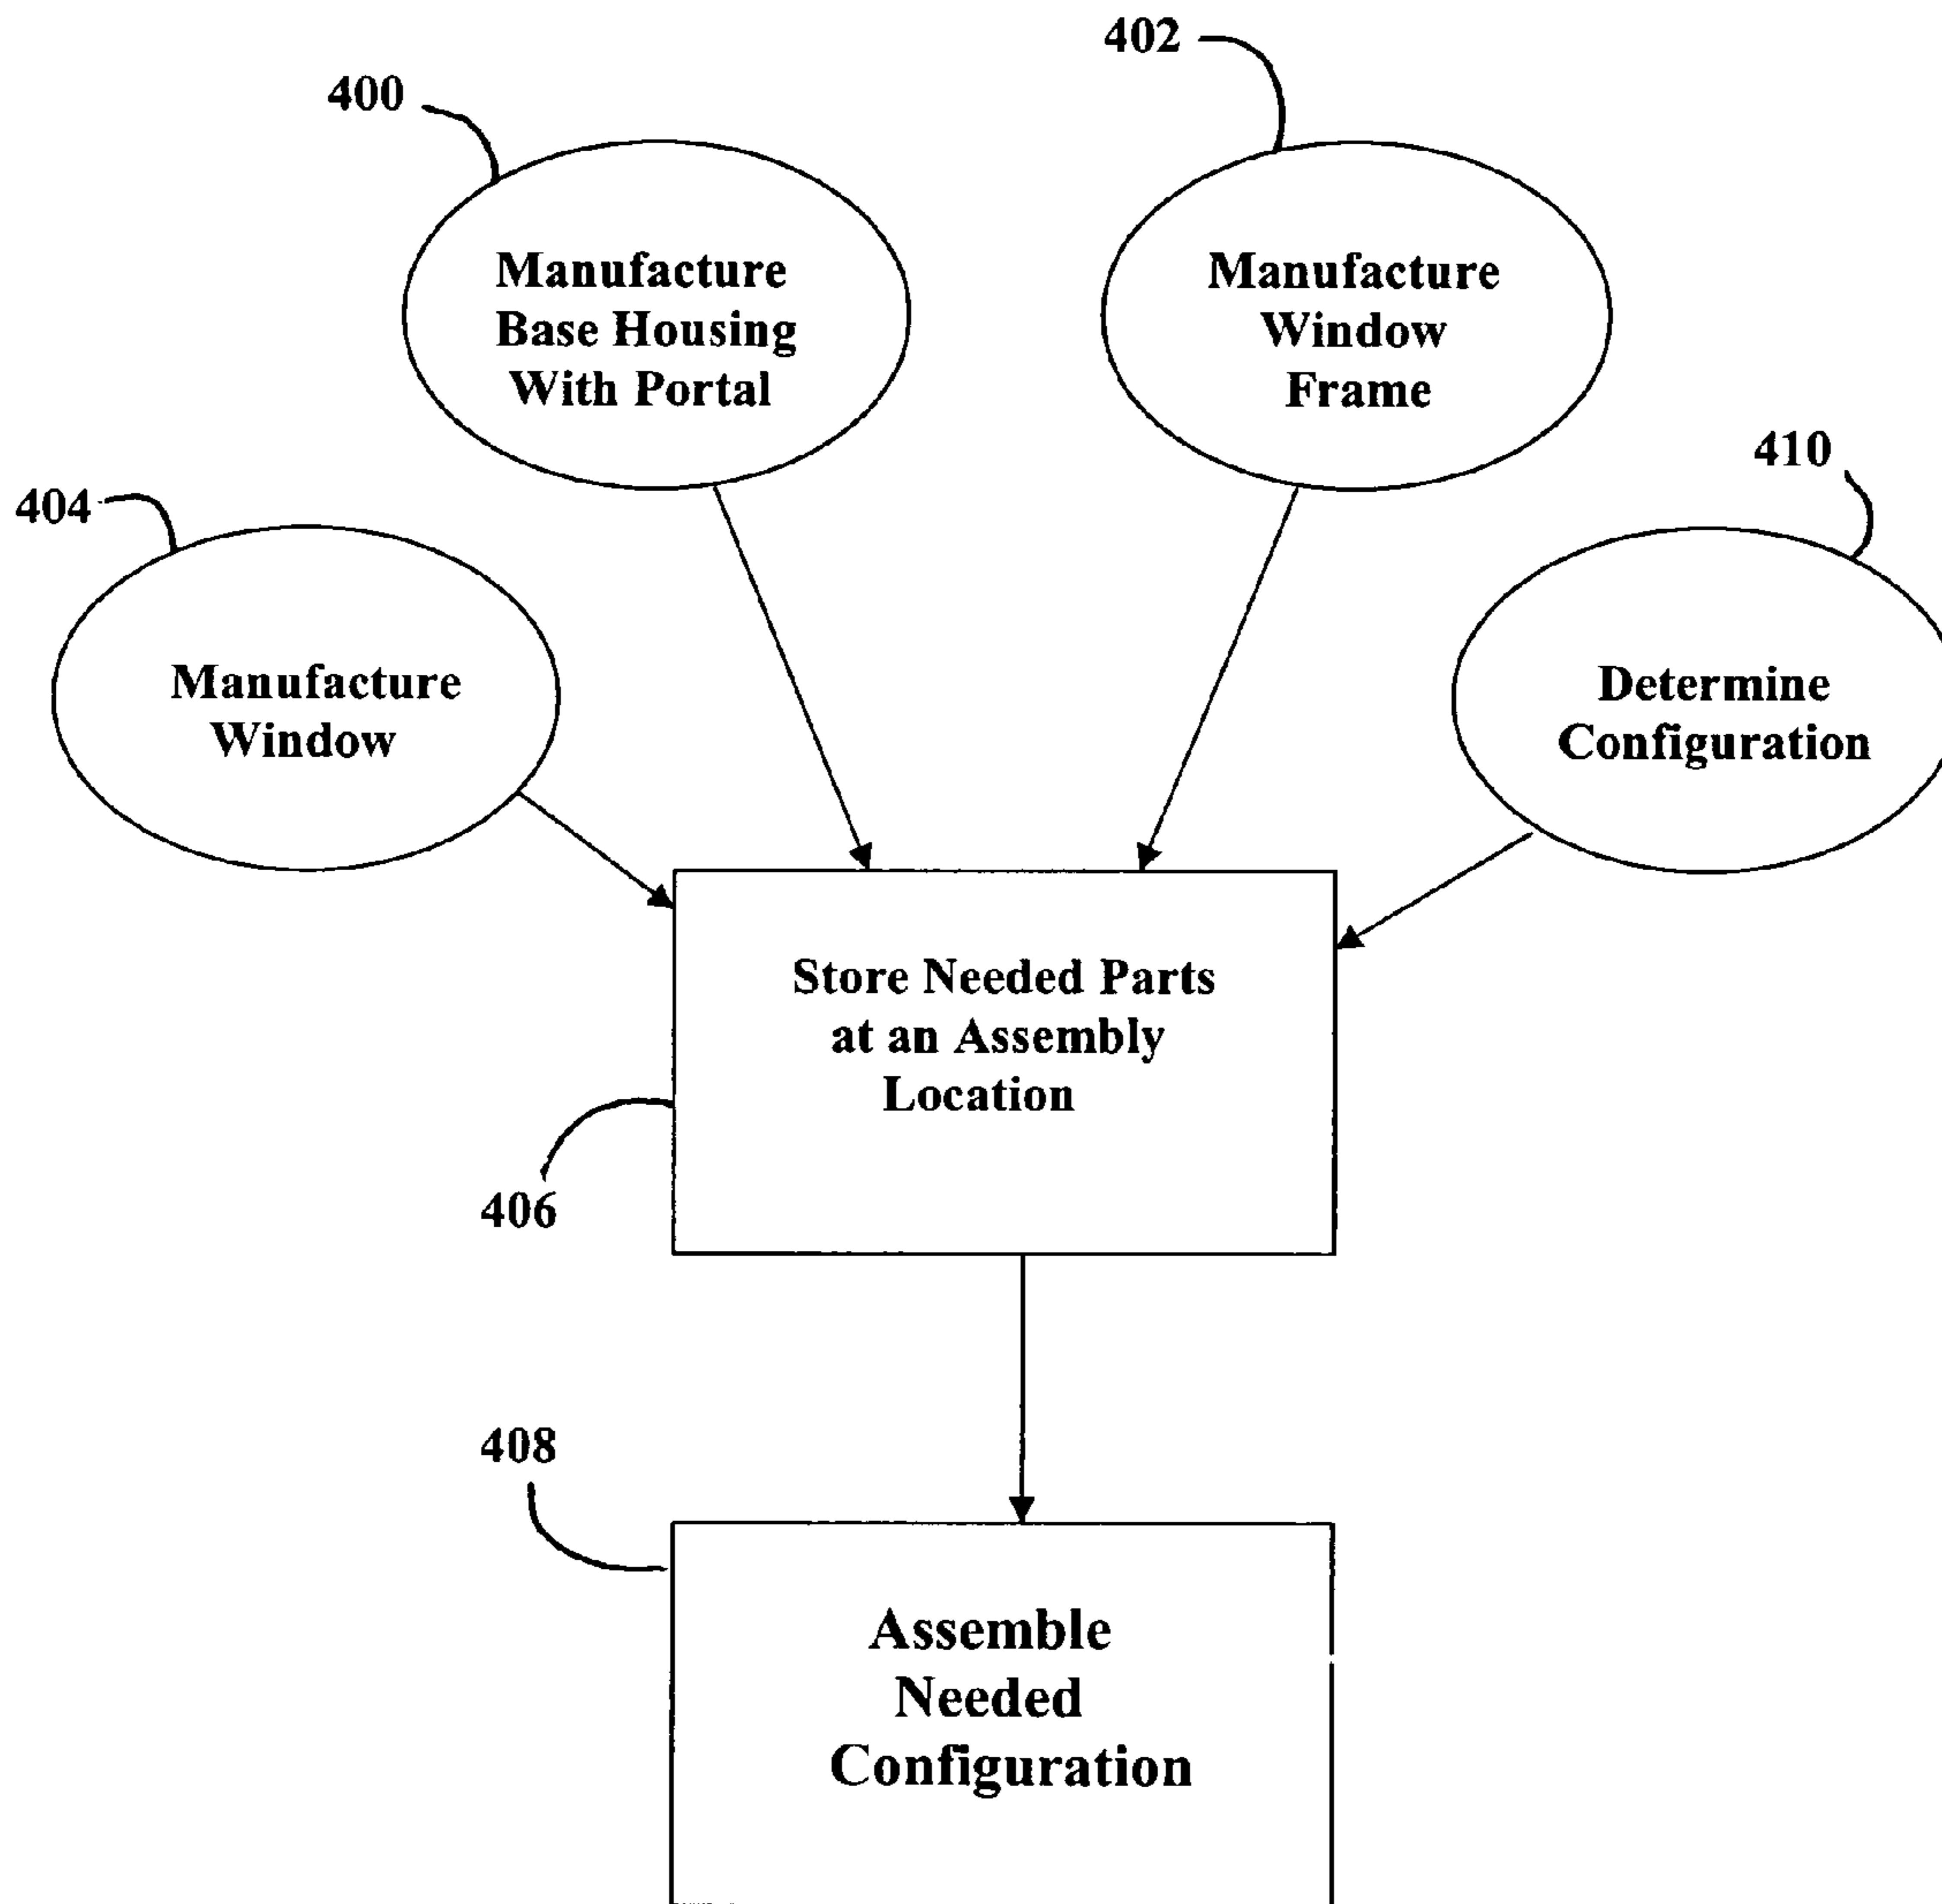 402
400
Manufacture
Base Housing
With Portal
Manufacture
Window
Frame
410
404
Manufacture
Window
Determine
Configuration
Store Needed Parts
at an Assembly
Location
406
408
Assemble
Needed
Configuration